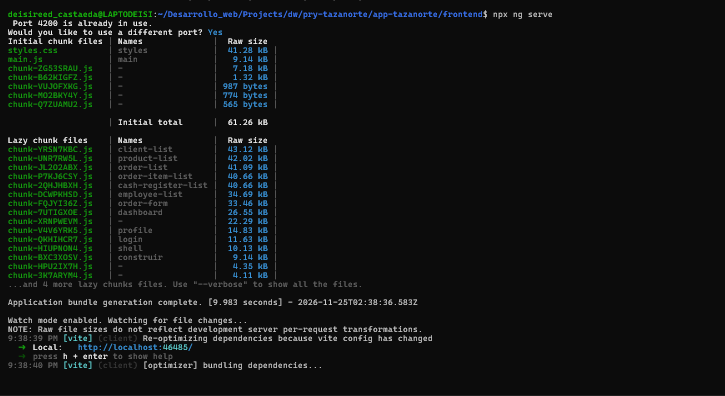 deisireed_castaeda@LAPTODEISI:~/Desarrollo_web/Projects/dw/pry-tazanorte/app-tazanorte/frontend$ npx ng serve
Port 4200 is already in use.
Would you like to use a different port? Yes
Initial chunk files | Names | Raw size
styles.css | styles | 41.28 kB |
main.js | main | 9.14 kB |
chunk-ZG53SRAU.js | - | 7.18 kB |
chunk-B62KIGFZ.js | - | 1.32 kB |
chunk-VUJOFXKG.js | - | 987 bytes |
chunk-MO2BKY4Y.js | - | 774 bytes |
chunk-Q7ZUAMU2.js | - | 565 bytes |
| Initial total | 61.26 kB
Lazy chunk files | Names | Raw size
chunk-YRSN7KBC.js | client-list | 43.12 kB |
chunk-UNR7RW5L.js | product-list | 42.02 kB |
chunk-JL2O2ABX.js | order-list | 41.09 kB |
chunk-P7KJ6CSY.js | order-item-list | 40.66 kB |
chunk-2QHJHBXH.js | cash-register-list | 40.66 kB |
chunk-DCWPKHSD.js | employee-list | 34.69 kB |
chunk-FQJYI36Z.js | order-form | 33.46 kB |
chunk-7UTIGXOE.js | dashboard | 26.55 kB |
chunk-XRNPWEVM.js | - | 22.29 kB |
chunk-V4V6YRK5.js | profile | 14.83 kB |
chunk-QKHIHCR7.js | login | 11.63 kB |
chunk-HIUPNON4.js | shell | 10.13 kB |
chunk-BXC3XOSV.js | construir | 9.14 kB |
chunk-HPU2IX7H.js | - | 4.35 kB |
chunk-3K7ARYM4.js | - | 4.11 kB |
...and 4 more lazy chunks files. Use "--verbose" to show all the files.
Application bundle generation complete. [9.983 seconds] - 2026-11-25T02:38:36.583Z
Watch mode enabled. Watching for file changes...
NOTE: Raw file sizes do not reflect development server per-request transformations.
9:38:39 PM [vite] (client) Re-optimizing dependencies because vite config has changed
➜ Local: http://localhost:46485/
➜ press h + enter to show help
9:38:40 PM [vite] (client) [optimizer] bundling dependencies...